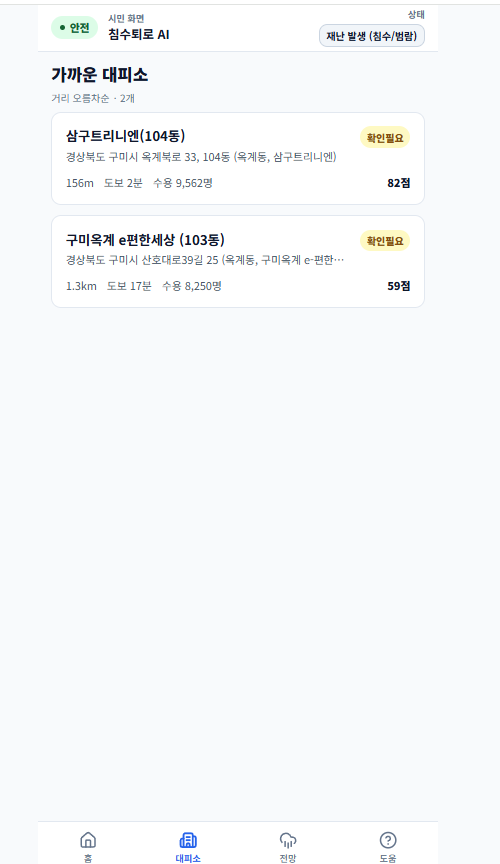 안전
시민 화면
침수퇴로 AI
상태
재난 발생 (침수/범람)
가까운 대피소
거리 오름차순 · 2개
삼구트리니엔(104동)
확인필요
경상북도 구미시 옥계북로 33, 104동 (옥계동, 삼구트리니엔)
156m 도보 2분 수용 9,562명
82점
구미옥계 e편한세상 (103동)
확인필요
경상북도 구미시 산호대로39길 25 (옥계동, 구미옥계 e-편한…
1.3km 도보 17분 수용 8,250명
59점
홈
대피소
전망
도움